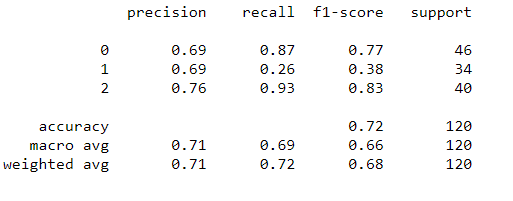 precision recall f1-score support
0 0.69 0.87 0.77 46
1 0.69 0.26 0.38 34
2 0.76 0.93 0.83 40
accuracy 0.72 120
macro avg 0.71 0.69 0.66 120
weighted avg 0.71 0.72 0.68 120